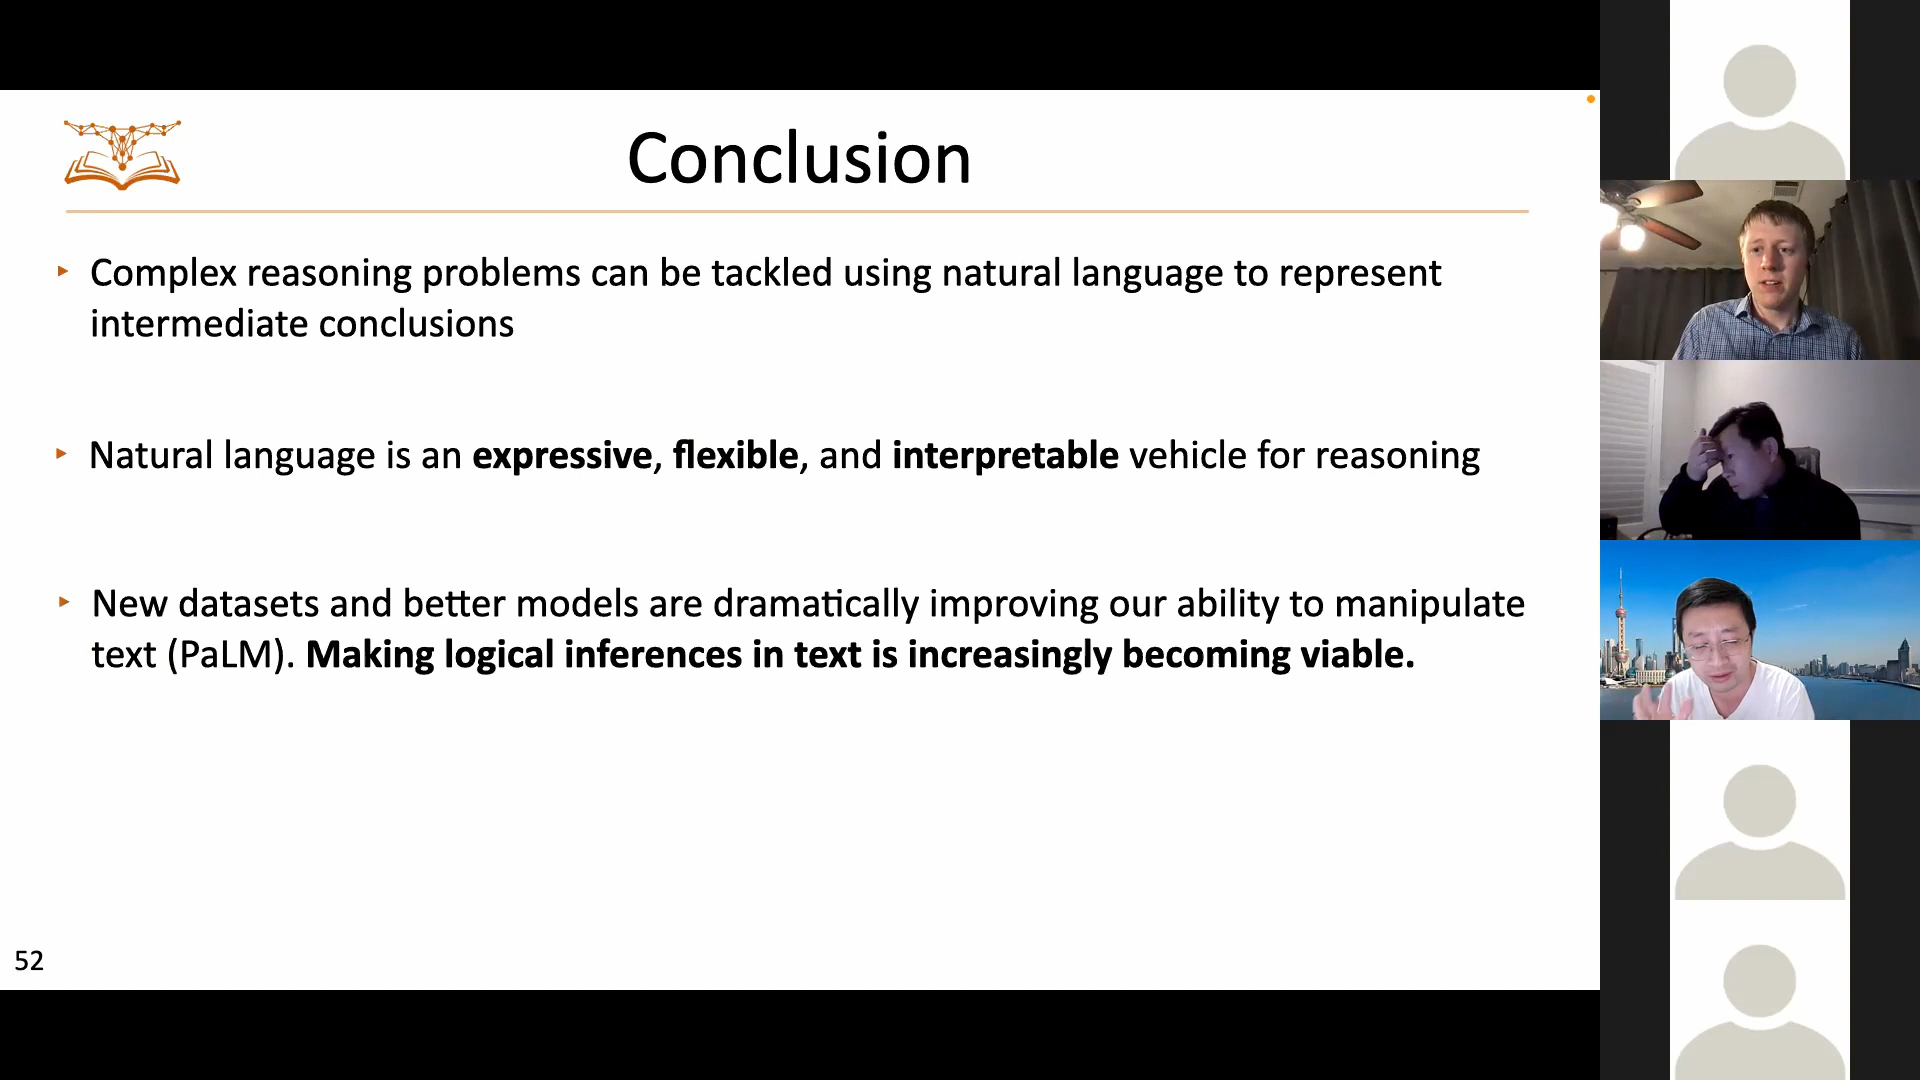 Conclusion
‣ Complex reasoning problems can be tackled using natural language to represent
intermediate conclusions
‣ Natural language is an expressive, flexible, and interpretable vehicle for reasoning
‣ New datasets and better models are dramatically improving our ability to manipulate
text (PaLM). Making logical inferences in text is increasingly becoming viable.
52